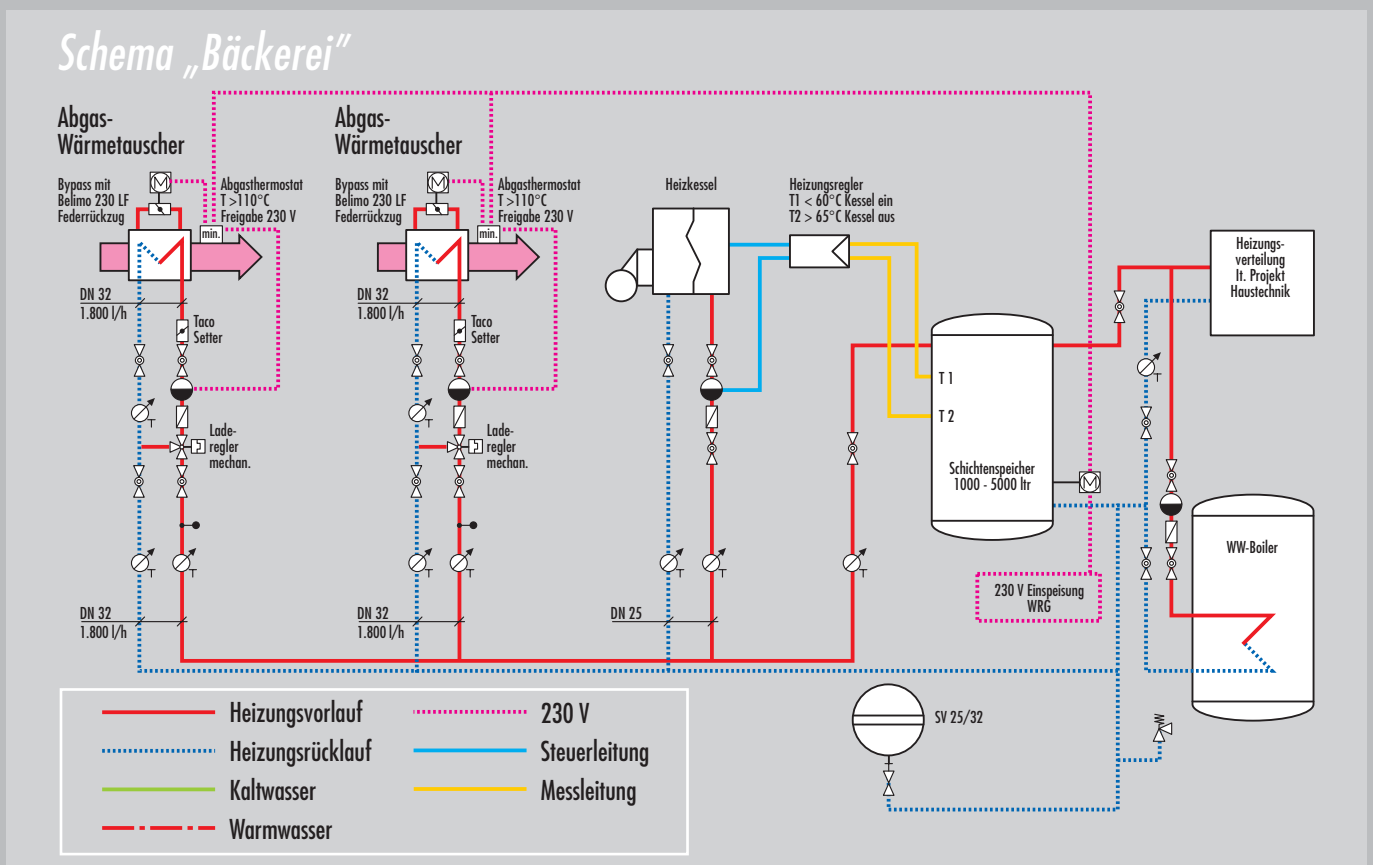 Schema „Bäckerei”
Abgas-
Wärmetauscher
Bypass mit
Belimo 230 LF
Federrückzug
M
Abgasthermostat
T >110°C
Freigabe 230 V
min.
DN 32
1.800 l/h
Taco
Setter
T
Lade-
regler
mechan.
T
T
DN 32
1.800 l/h
Abgas-
Wärmetauscher
Bypass mit
Belimo 230 LF
Federrückzug
M
Abgasthermostat
T >110°C
Freigabe 230 V
min.
DN 32
1.800 l/h
Taco
Setter
T
Lade-
regler
mechan.
T
T
DN 32
1.800 l/h
Heizkessel
Heizungsregler
T1 < 60°C Kessel ein
T2 > 65°C Kessel aus
T
T
DN 25
T
T 1
T 2
Schichtenspeicher
1000 - 5000 ltr
M
230 V Einspeisung
WRG
Heizungs-
verteilung
lt. Projekt
Haustechnik
T
WW-Boiler
SV 25/32
Heizungsvorlauf
Heizungsrücklauf
Kaltwasser
Warmwasser
230 V
Steuerleitung
Messleitung